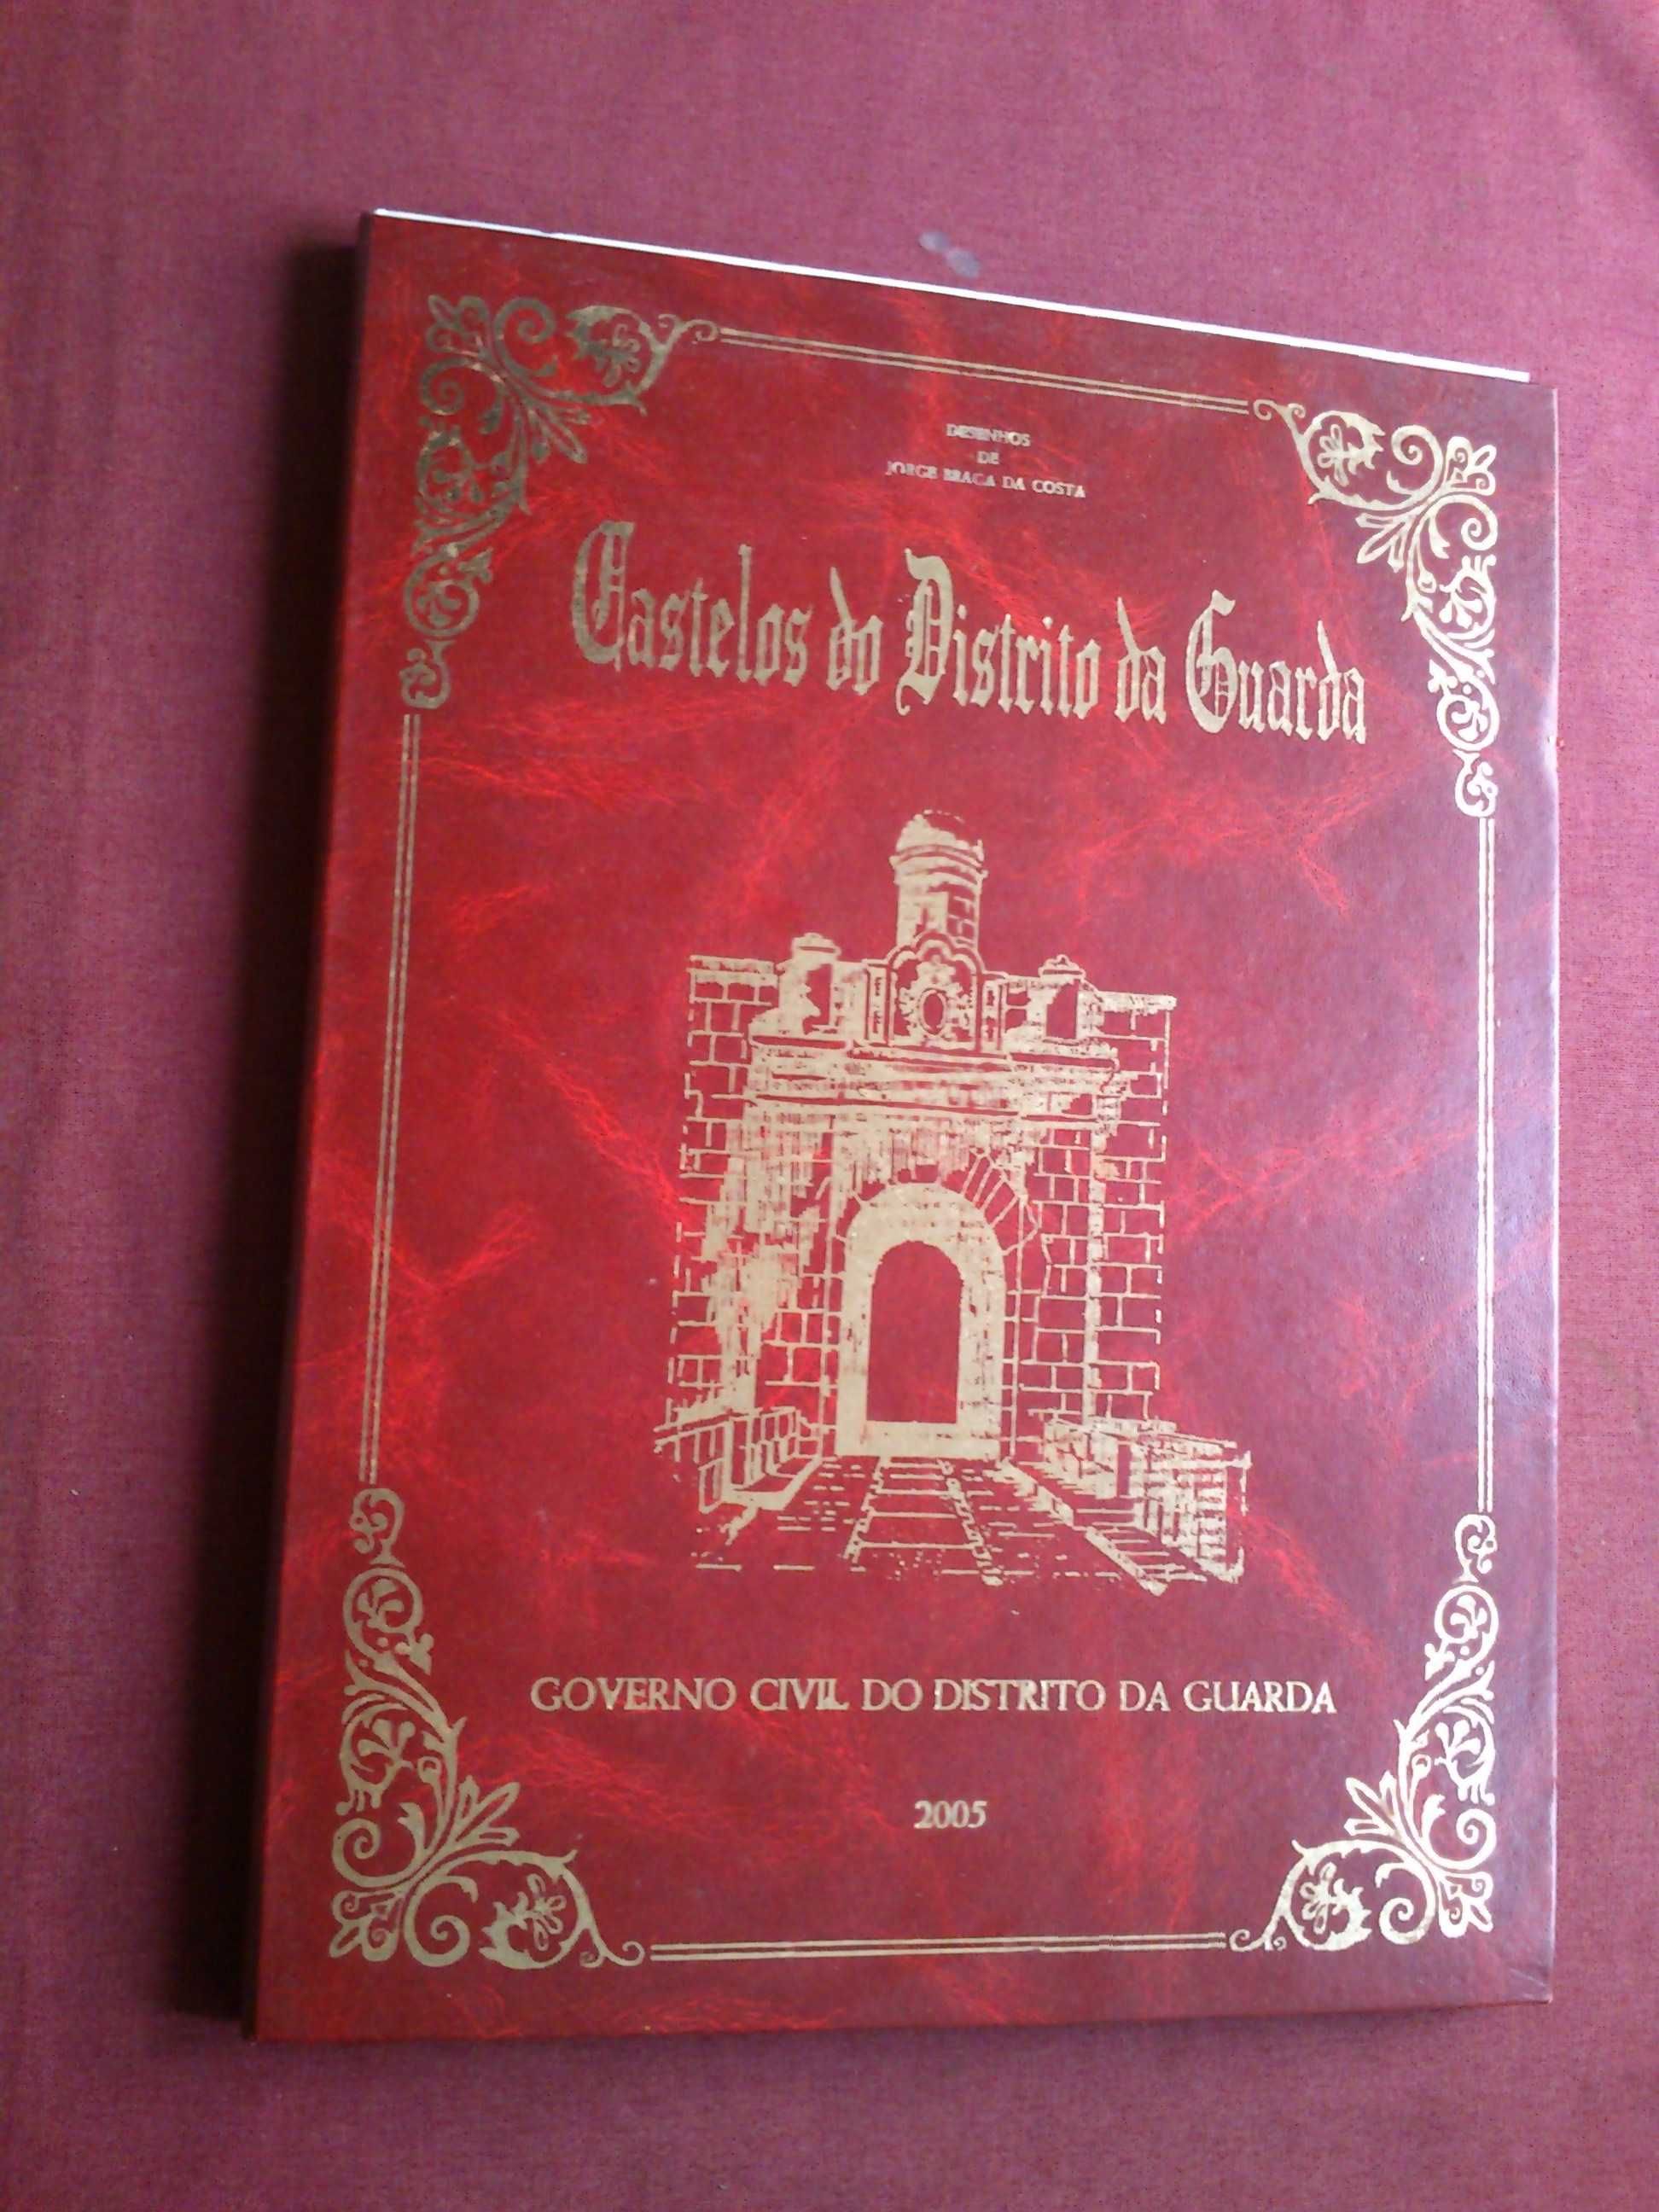 DESENHOS
DE
JORGE BRAGA DA COSTA
Castelos do Distrito da Guarda
GOVERNO CIVIL DO DISTRITO DA GUARDA
2005